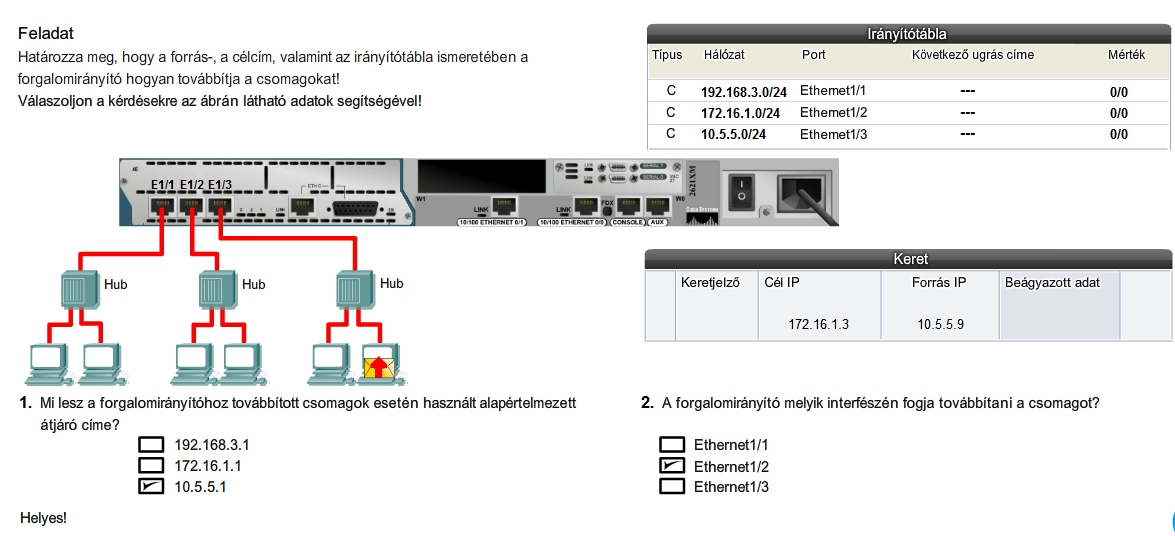 Feladat
Határozza meg, hogy a forrás-, a célcím, valamint az irányítótábla ismeretében a
forgalomirányító hogyan továbbítja a csomagokat!
Válaszoljon a kérdésekre az ábrán látható adatok segítségével!
Irányítótábla
Típus Hálózat Port Következő ugrás címe Mérték
C 192.168.3.0/24 Ethernet1/1 --- 0/0
C 172.16.1.0/24 Ethernet1/2 --- 0/0
C 10.5.5.0/24 Ethernet1/3 --- 0/0
E1/1 E1/2 E1/3
W1
LINK
10/100 ETHERNET 0/1
LINK
FDX
10/100 ETHERNET 0/0
CONSOLE
AUX
W0
2621XM
CISCO SYSTEMS
Hub Hub Hub
Keret
Keretjelző Cél IP Forrás IP Beágyazott adat
172.16.1.3 10.5.5.9
1. Mi lesz a forgalomirányítóhoz továbbított csomagok esetén használt alapértelmezett
átjáró címe?
192.168.3.1
172.16.1.1
10.5.5.1
2. A forgalomirányító melyik interfészén fogja továbbítani a csomagot?
Ethernet1/1
Ethernet1/2
Ethernet1/3
Helyes!